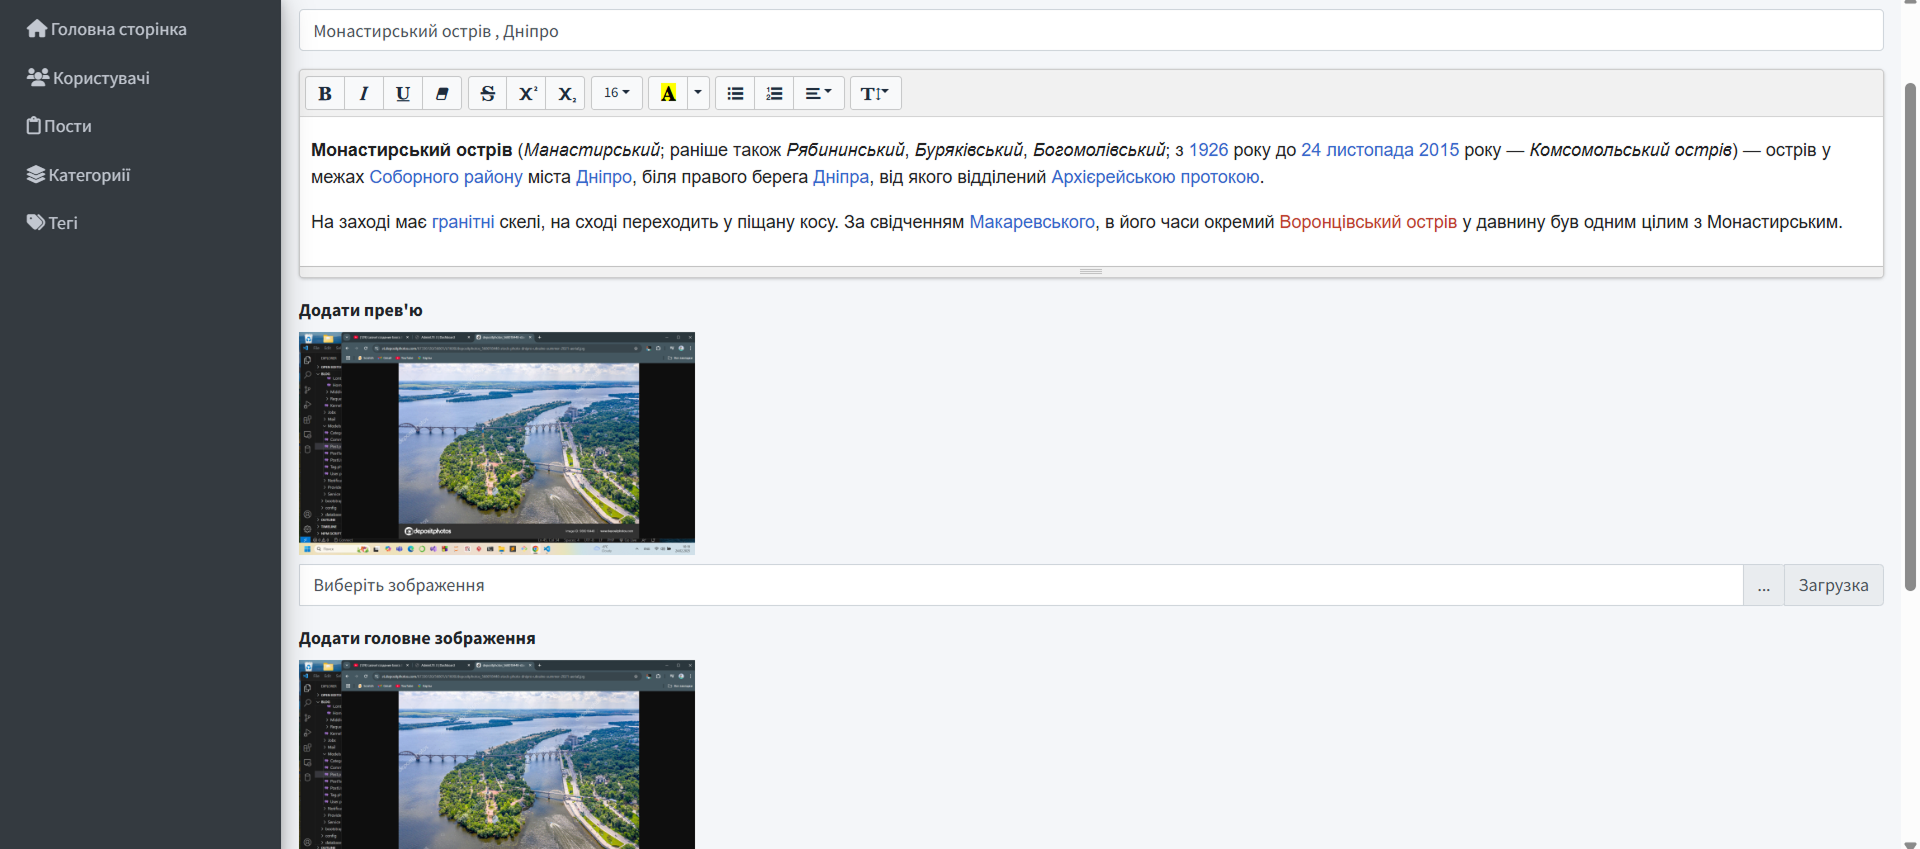 Головна сторінка
Користувачі
Пости
Категориії
Тегі
Монастирський острів , Дніпро
B I U S X² X₂ 16 A T
Монастирський острів (Манастирський; раніше також Рябининський, Буряківський, Богомолівський; з 1926 року до 24 листопада 2015 року — Комсомольський острів) — острів у
межах Соборного району міста Дніпро, біля правого берега Дніпра, від якого відділений Архієрейською протокою.
На заході має гранітні скелі, на сході переходить у піщану косу. За свідченням Макаревського, в його часи окремий Воронцівський острів у давнину був одним цілим з Монастирським.
Додати прев'ю
depositphotos
Виберіть зображення
... Загрузка
Додати головне зображення